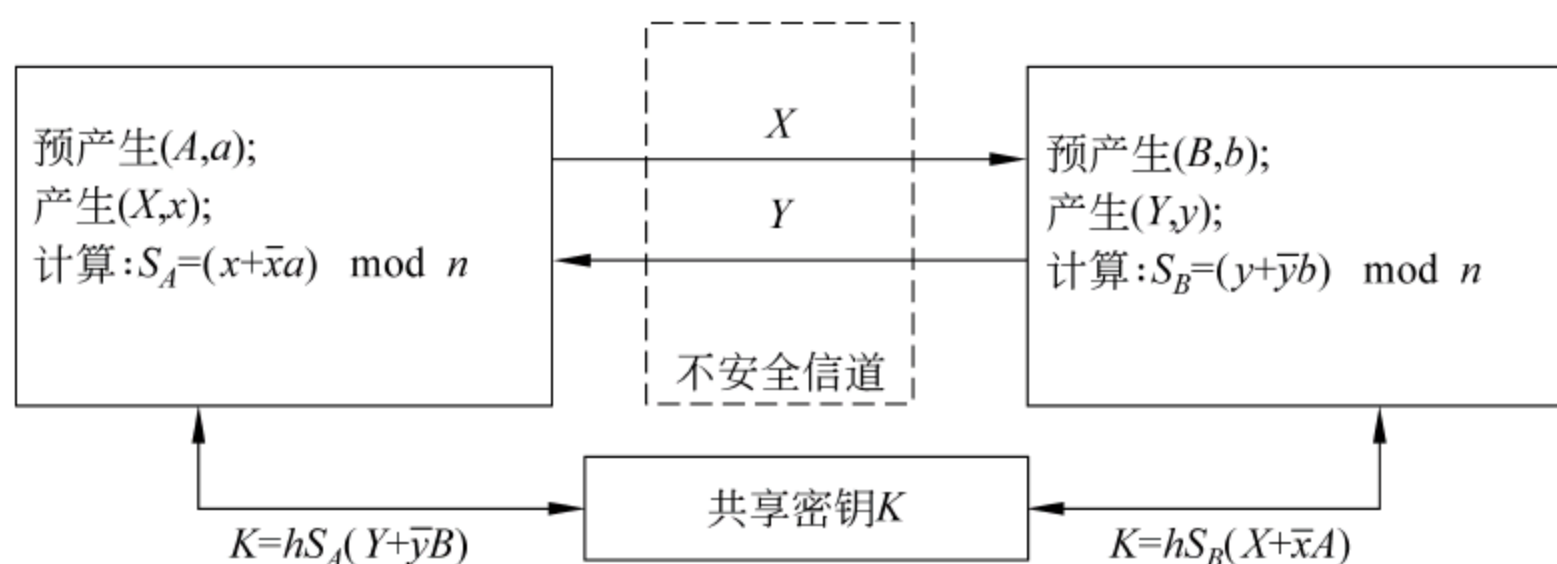 预产生(A,a);
产生(X,x);
计算:S_A=(x+x̄a) mod n
X
Y
不安全信道
预产生(B,b);
产生(Y,y);
计算:S_B=(y+ȳb) mod n
共享密钥K
K=hS_A(Y+ȳB)
K=hS_B(X+x̄A)